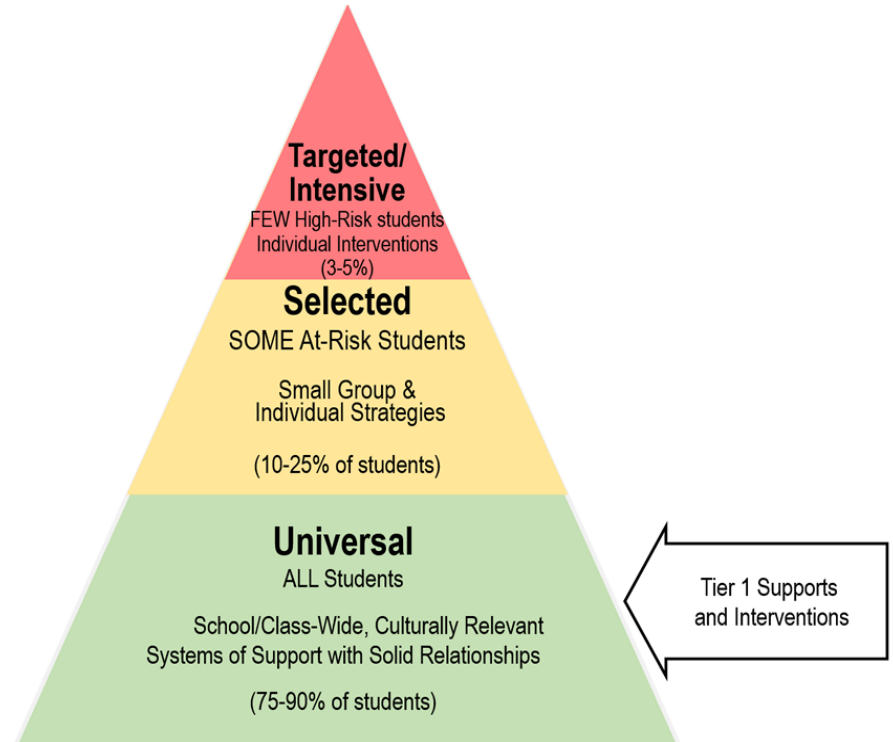 Targeted/
Intensive
FEW High-Risk students
Individual Interventions
(3-5%)
Selected
SOME At-Risk Students
Small Group &
Individual Strategies
(10-25% of students)
Universal
ALL Students
School/Class-Wide, Culturally Relevant
Systems of Support with Solid Relationships
(75-90% of students)
Tier 1 Supports
and Interventions